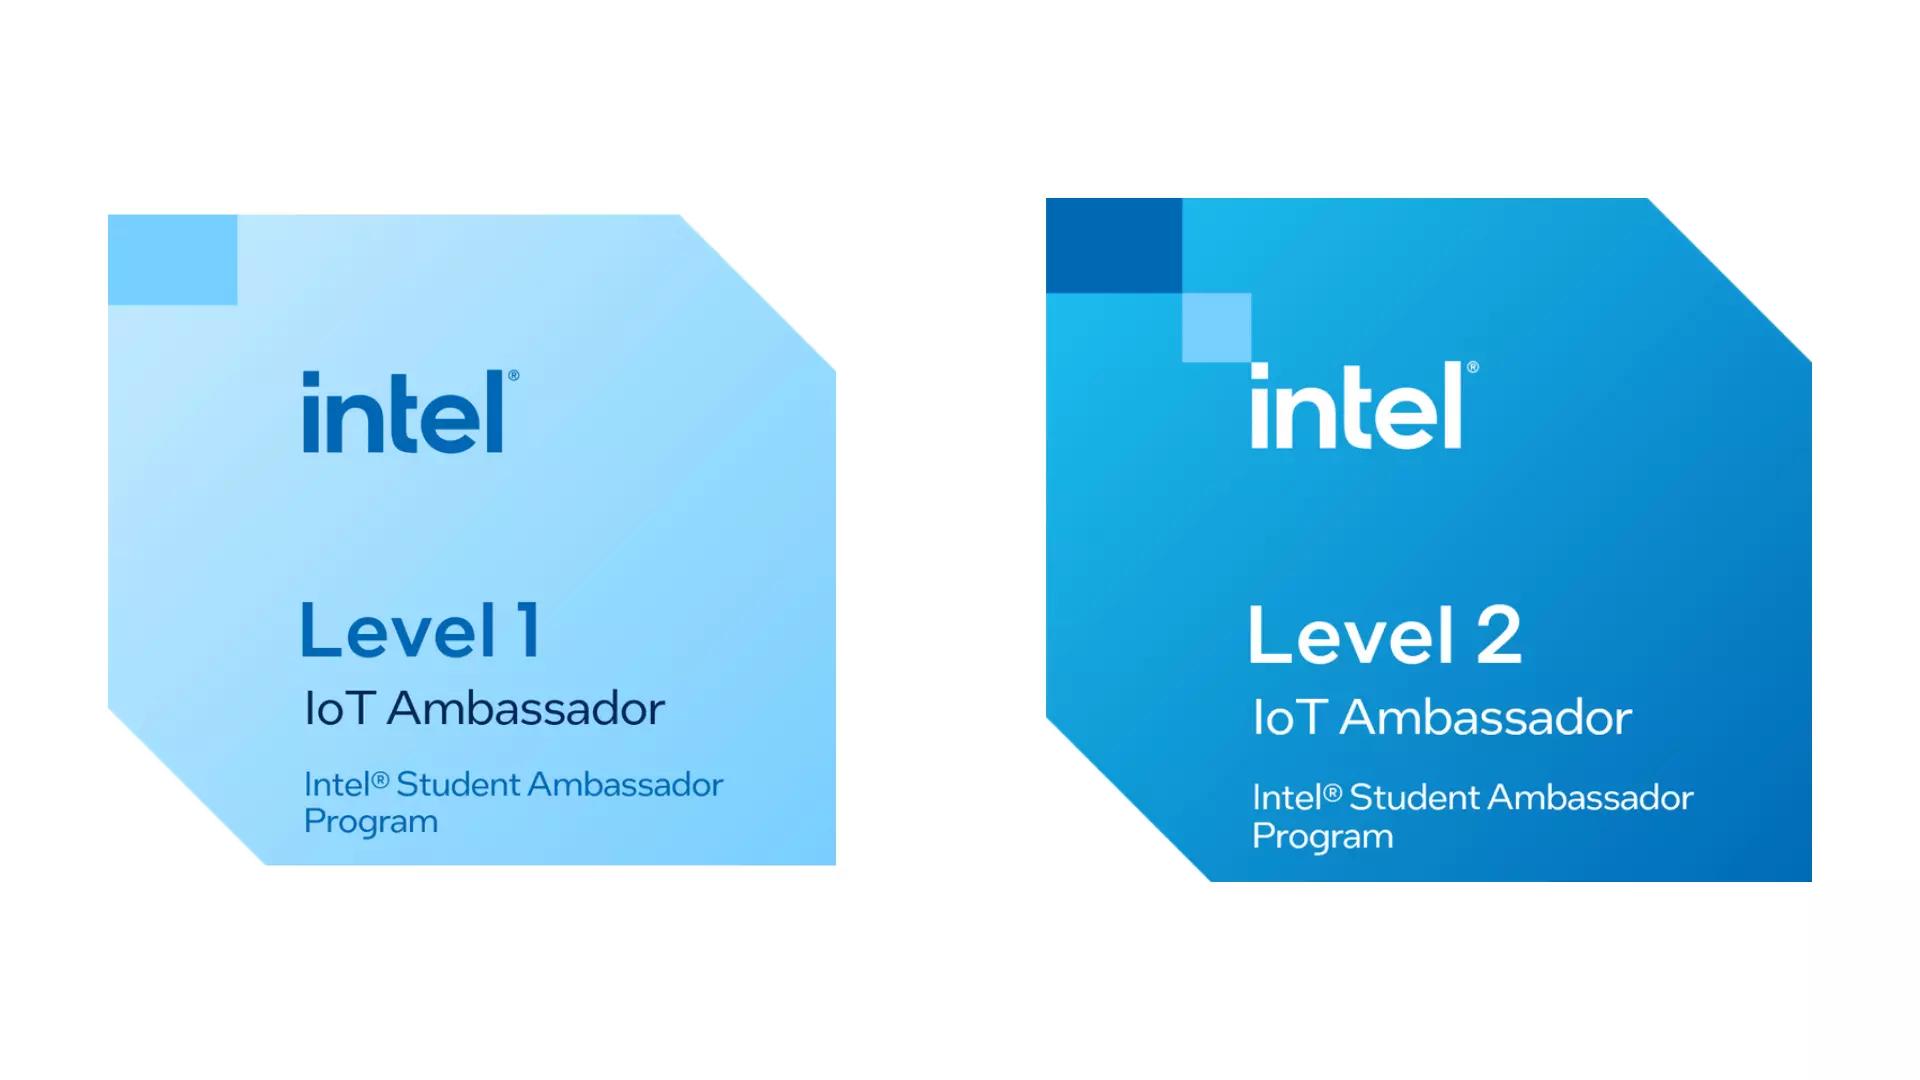 intel®
Level 1
IoT Ambassador
Intel® Student Ambassador
Program
intel®
Level 2
IoT Ambassador
Intel® Student Ambassador
Program